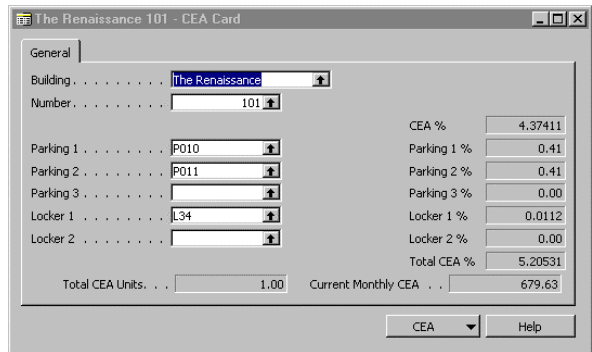 The Renaissance 101 - CEA Card
General
Building. . . . . . . . . The Renaissance
Number. . . . . . . . . 101
CEA % 4.37411
Parking 1 . . . . . . . . P010 Parking 1 % 0.41
Parking 2 . . . . . . . . P011 Parking 2 % 0.41
Parking 3 . . . . . . . . Parking 3 % 0.00
Locker 1 . . . . . . . . L34 Locker 1 % 0.0112
Locker 2 . . . . . . . . Locker 2 % 0.00
Total CEA % 5.20531
Total CEA Units. . . 1.00 Current Monthly CEA . . 679.63
CEA Help